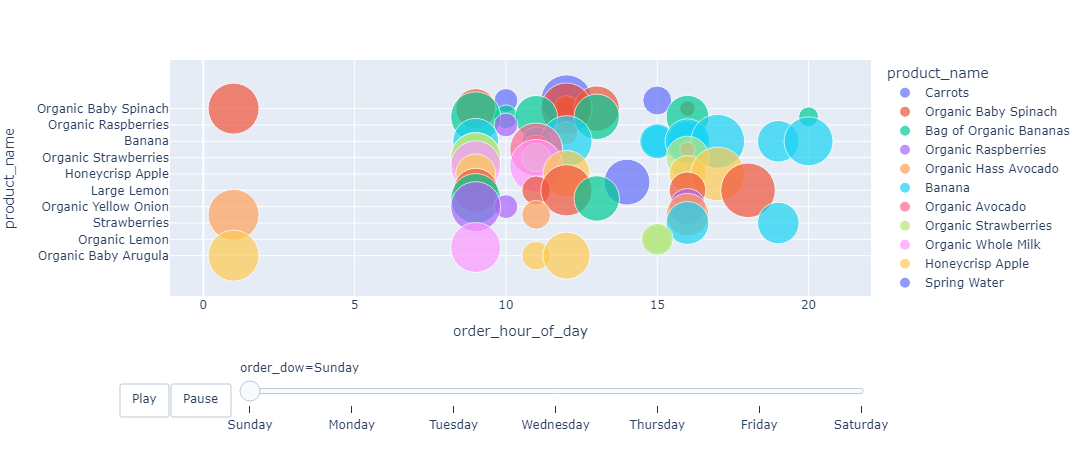 product_name
Organic Baby Spinach
Organic Raspberries
Banana
Organic Strawberries
Honeycrisp Apple
Large Lemon
Organic Yellow Onion
Strawberries
Organic Lemon
Organic Baby Arugula
0 5 10 15 20
order_hour_of_day
product_name
Carrots
Organic Baby Spinach
Bag of Organic Bananas
Organic Raspberries
Organic Hass Avocado
Banana
Organic Avocado
Organic Strawberries
Organic Whole Milk
Honeycrisp Apple
Spring Water
order_dow=Sunday
Play Pause
Sunday Monday Tuesday Wednesday Thursday Friday Saturday